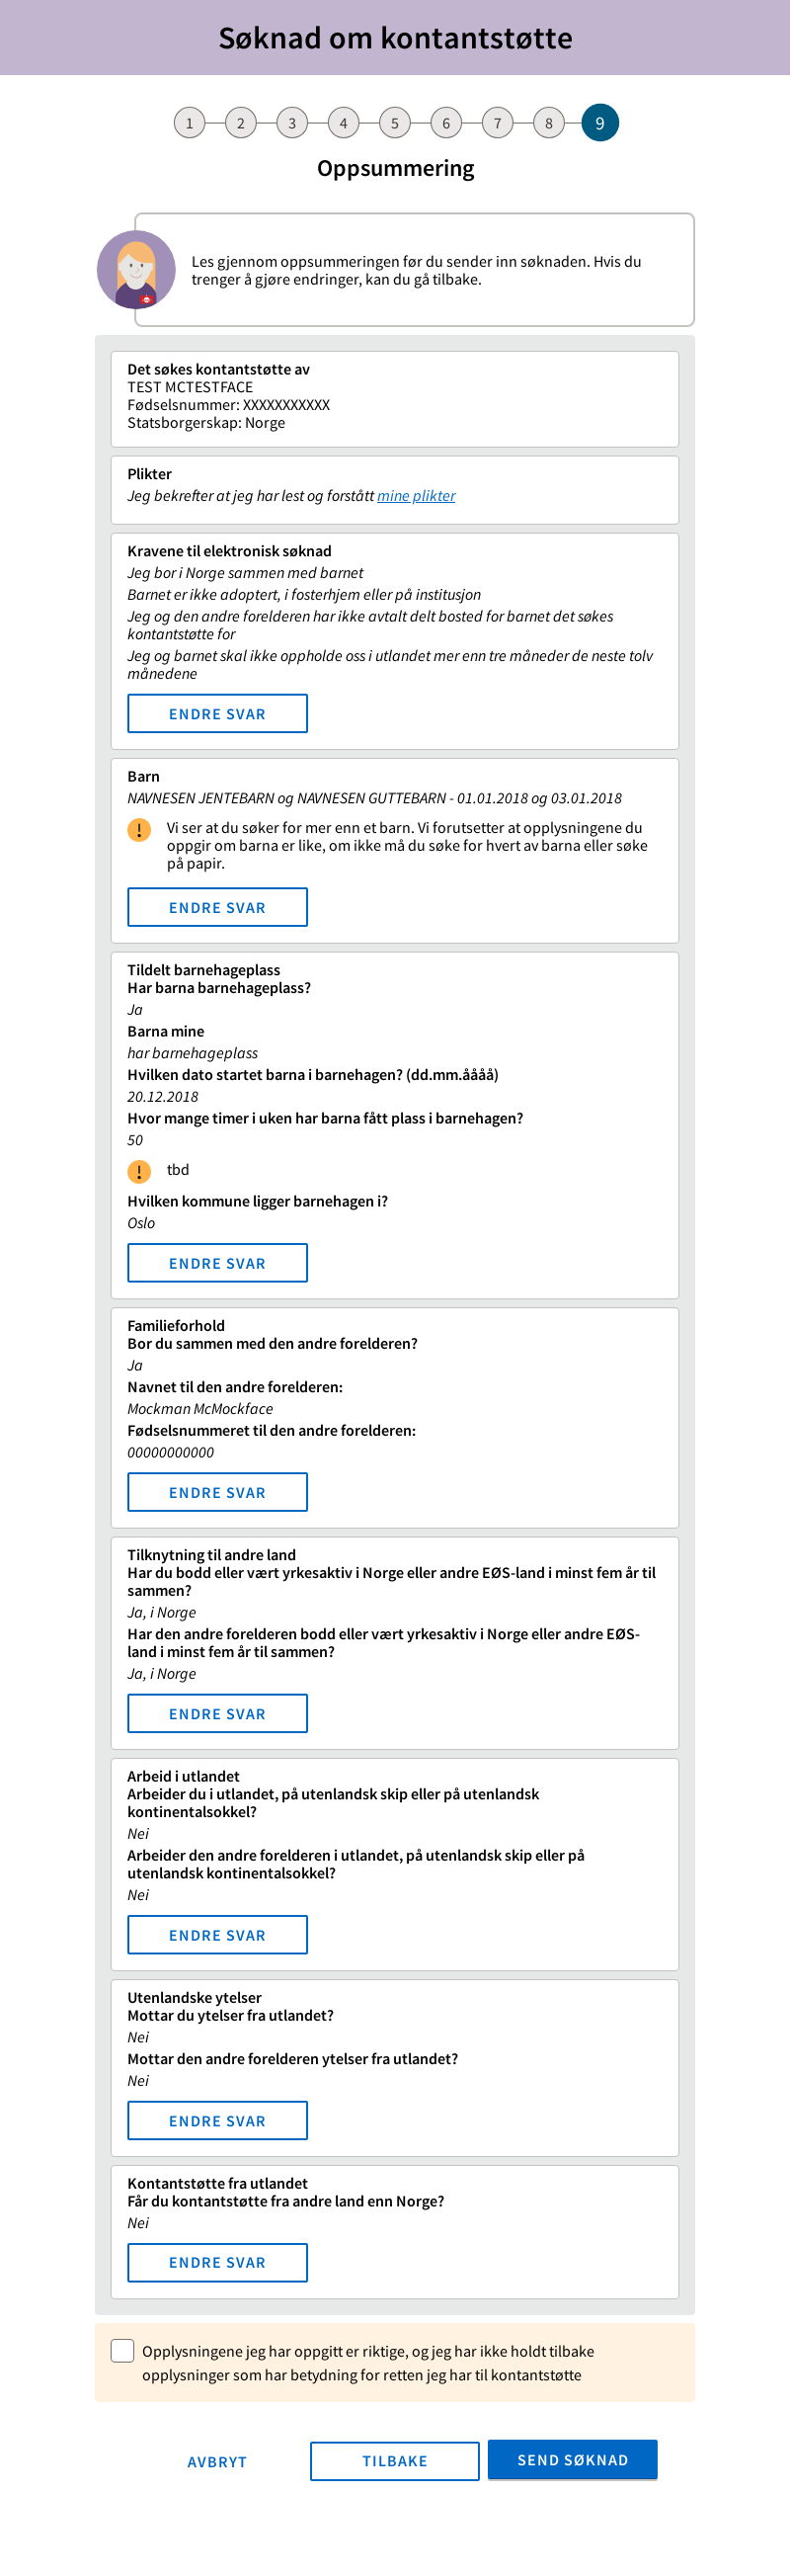 Søknad om kontantstøtte
1 2 3 4 5 6 7 8 9
Oppsummering
Les gjennom oppsummeringen før du sender inn søknaden. Hvis du
trenger å gjøre endringer, kan du gå tilbake.
Det søkes kontantstøtte av
TEST MCTESTFACE
Fødselsnummer: XXXXXXXXXXX
Statsborgerskap: Norge
Plikter
Jeg bekrefter at jeg har lest og forstått mine plikter
Kravene til elektronisk søknad
Jeg bor i Norge sammen med barnet
Barnet er ikke adoptert, i fosterhjem eller på institusjon
Jeg og den andre forelderen har ikke avtalt delt bosted for barnet det søkes
kontantstøtte for
Jeg og barnet skal ikke oppholde oss i utlandet mer enn tre måneder de neste tolv
månedene
ENDRE SVAR
Barn
NAVNESEN JENTEBARN og NAVNESEN GUTTEBARN - 01.01.2018 og 03.01.2018
Vi ser at du søker for mer enn et barn. Vi forutsetter at opplysningene du
oppgir om barna er like, om ikke må du søke for hvert av barna eller søke
på papir.
ENDRE SVAR
Tildelt barnehageplass
Har barna barnehageplass?
Ja
Barna mine
har barnehageplass
Hvilken dato startet barna i barnehagen? (dd.mm.åååå)
20.12.2018
Hvor mange timer i uken har barna fått plass i barnehagen?
50
tbd
Hvilken kommune ligger barnehagen i?
Oslo
ENDRE SVAR
Familieforhold
Bor du sammen med den andre forelderen?
Ja
Navnet til den andre forelderen:
Mockman McMockface
Fødselsnummeret til den andre forelderen:
00000000000
ENDRE SVAR
Tilknytning til andre land
Har du bodd eller vært yrkesaktiv i Norge eller andre EØS-land i minst fem år til
sammen?
Ja, i Norge
Har den andre forelderen bodd eller vært yrkesaktiv i Norge eller andre EØS-
land i minst fem år til sammen?
Ja, i Norge
ENDRE SVAR
Arbeid i utlandet
Arbeider du i utlandet, på utenlandsk skip eller på utenlandsk
kontinentalsokkel?
Nei
Arbeider den andre forelderen i utlandet, på utenlandsk skip eller på
utenlandsk kontinentalsokkel?
Nei
ENDRE SVAR
Utenlandske ytelser
Mottar du ytelser fra utlandet?
Nei
Mottar den andre forelderen ytelser fra utlandet?
Nei
ENDRE SVAR
Kontantstøtte fra utlandet
Får du kontantstøtte fra andre land enn Norge?
Nei
ENDRE SVAR
Opplysningene jeg har oppgitt er riktige, og jeg har ikke holdt tilbake
opplysninger som har betydning for retten jeg har til kontantstøtte
AVBRYT TILBAKE SEND SØKNAD